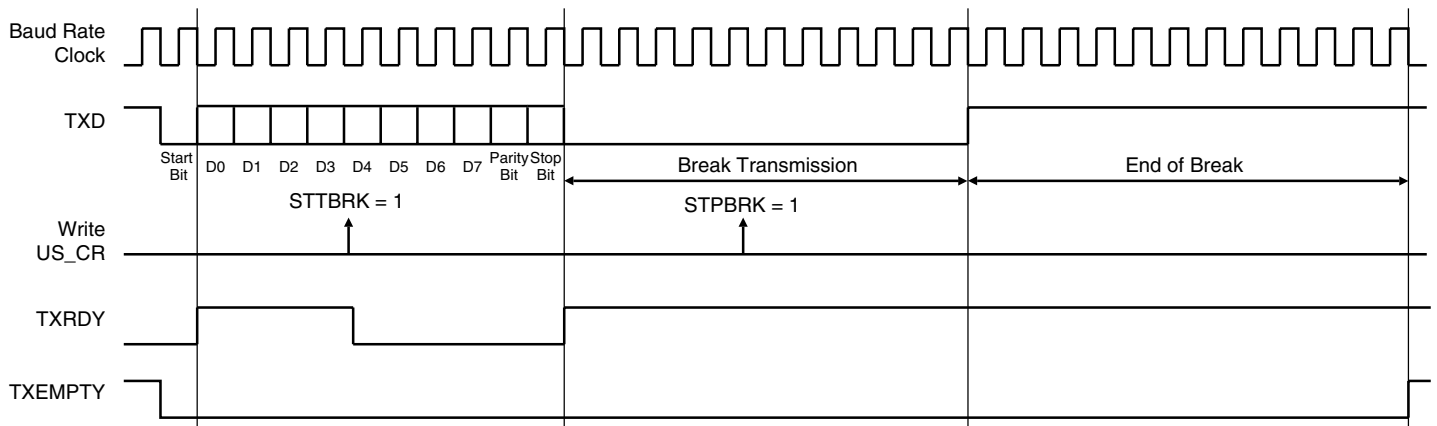 Baud Rate
Clock
TXD
Start
Bit
D0 D1 D2 D3 D4 D5 D6 D7
Parity
Bit
Stop
Bit
Break Transmission
End of Break
STTBRK = 1
STPBRK = 1
Write
US_CR
TXRDY
TXEMPTY